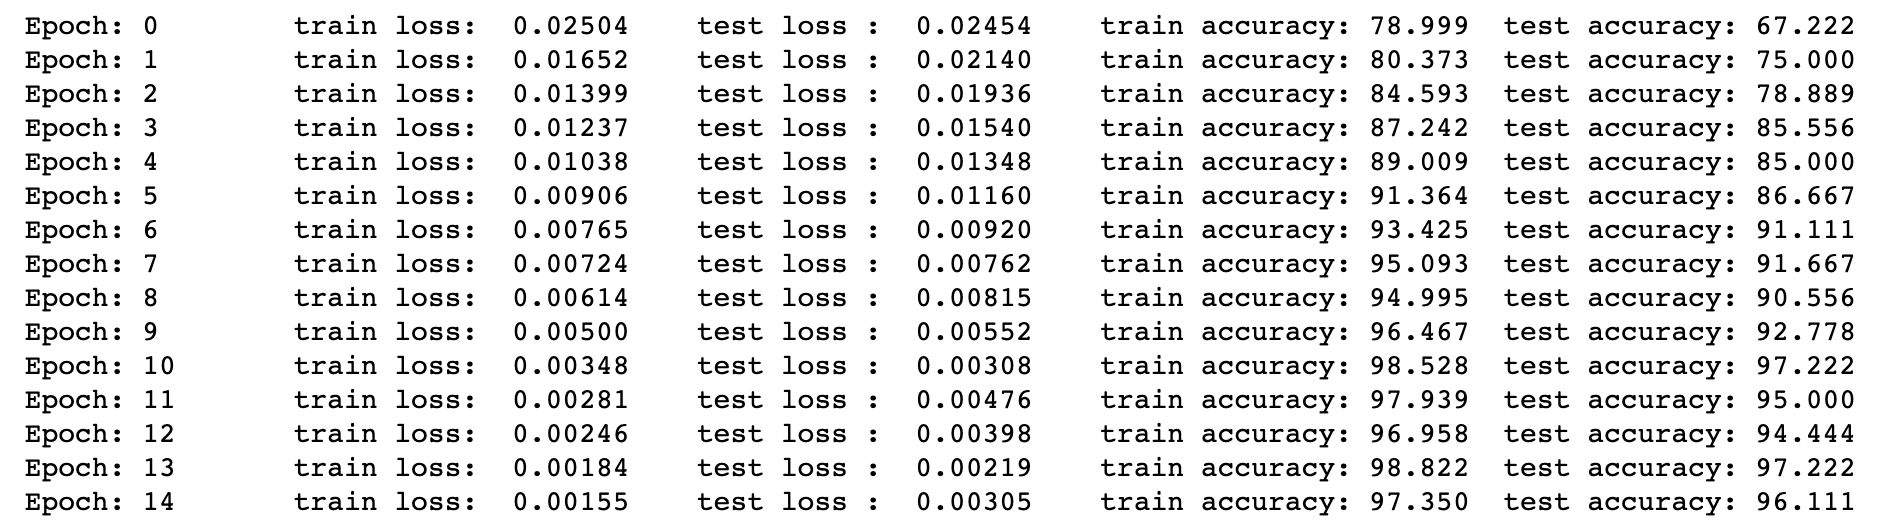 Epoch: 0 train loss: 0.02504 test loss : 0.02454 train accuracy: 78.999 test accuracy: 67.222
Epoch: 1 train loss: 0.01652 test loss : 0.02140 train accuracy: 80.373 test accuracy: 75.000
Epoch: 2 train loss: 0.01399 test loss : 0.01936 train accuracy: 84.593 test accuracy: 78.889
Epoch: 3 train loss: 0.01237 test loss : 0.01540 train accuracy: 87.242 test accuracy: 85.556
Epoch: 4 train loss: 0.01038 test loss : 0.01348 train accuracy: 89.009 test accuracy: 85.000
Epoch: 5 train loss: 0.00906 test loss : 0.01160 train accuracy: 91.364 test accuracy: 86.667
Epoch: 6 train loss: 0.00765 test loss : 0.00920 train accuracy: 93.425 test accuracy: 91.111
Epoch: 7 train loss: 0.00724 test loss : 0.00762 train accuracy: 95.093 test accuracy: 91.667
Epoch: 8 train loss: 0.00614 test loss : 0.00815 train accuracy: 94.995 test accuracy: 90.556
Epoch: 9 train loss: 0.00500 test loss : 0.00552 train accuracy: 96.467 test accuracy: 92.778
Epoch: 10 train loss: 0.00348 test loss : 0.00308 train accuracy: 98.528 test accuracy: 97.222
Epoch: 11 train loss: 0.00281 test loss : 0.00476 train accuracy: 97.939 test accuracy: 95.000
Epoch: 12 train loss: 0.00246 test loss : 0.00398 train accuracy: 96.958 test accuracy: 94.444
Epoch: 13 train loss: 0.00184 test loss : 0.00219 train accuracy: 98.822 test accuracy: 97.222
Epoch: 14 train loss: 0.00155 test loss : 0.00305 train accuracy: 97.350 test accuracy: 96.111